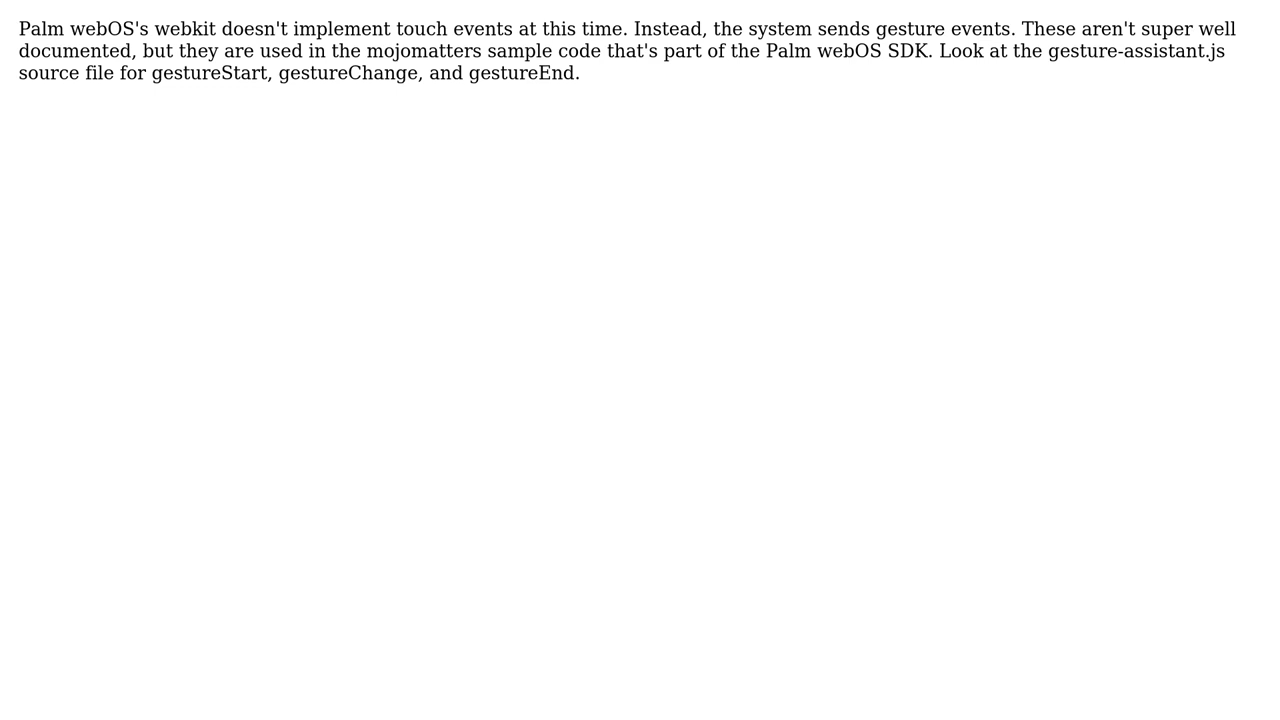 Palm webOS's webkit doesn't implement touch events at this time. Instead, the system sends gesture events. These aren't super well
documented, but they are used in the mojomatters sample code that's part of the Palm webOS SDK. Look at the gesture-assistant.js
source file for gestureStart, gestureChange, and gestureEnd.